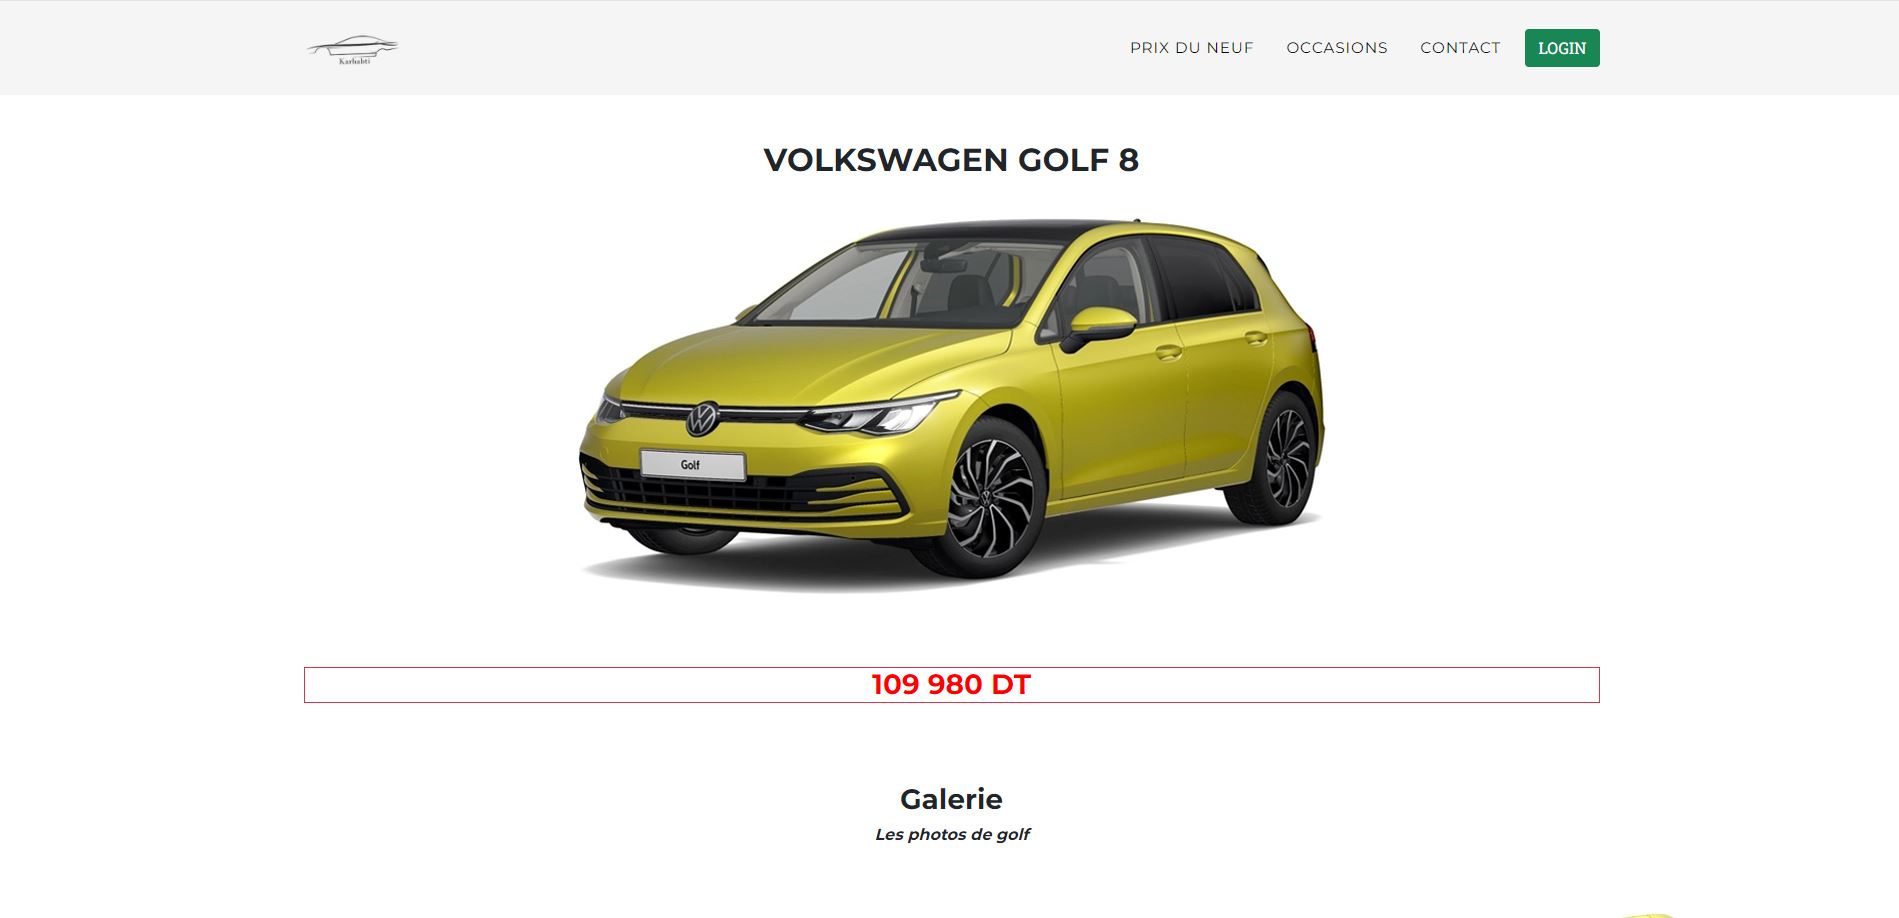 Karhabti
PRIX DU NEUF OCCASIONS CONTACT LOGIN
VOLKSWAGEN GOLF 8
Golf
109 980 DT
Galerie
Les photos de golf